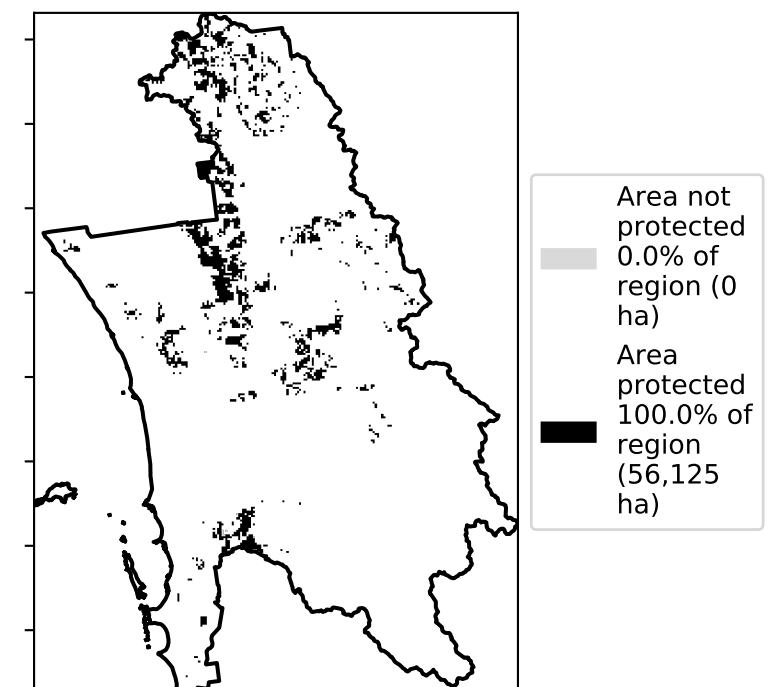 Area not
protected
0.0% of
region (0
ha)
Area
protected
100.0% of
region
(56,125
ha)